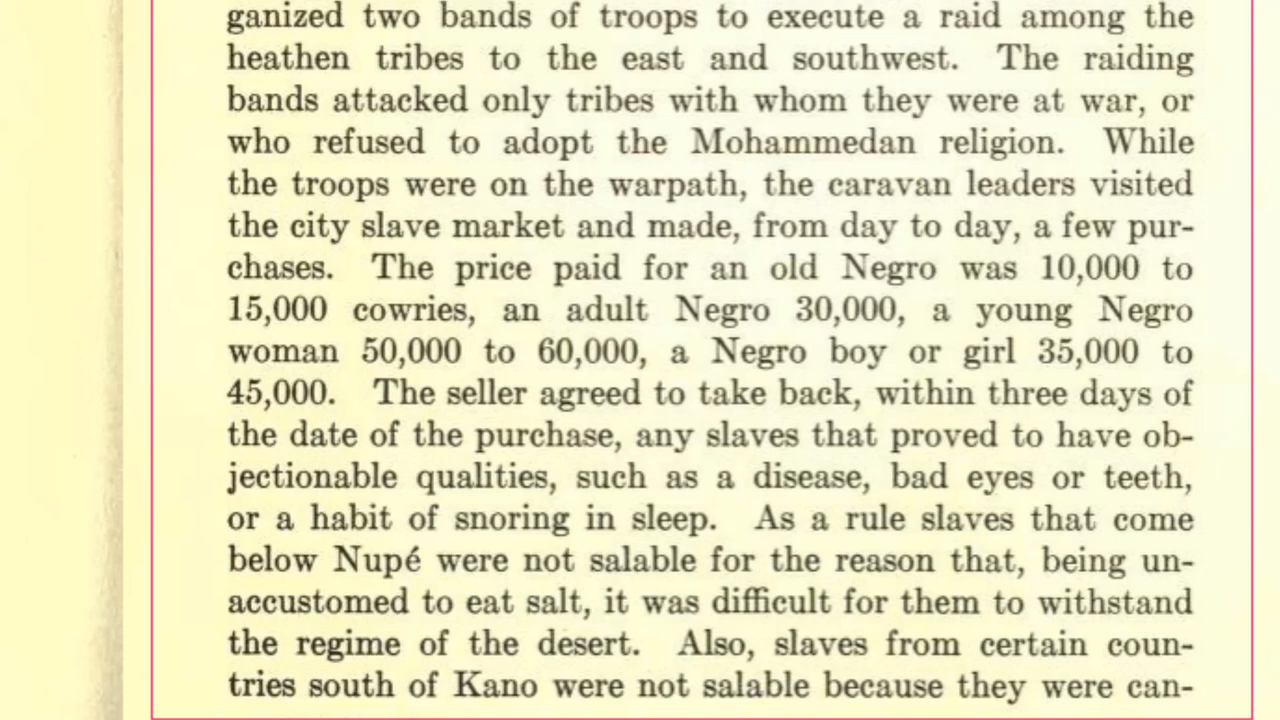 ganized two bands of troops to execute a raid among the
heathen tribes to the east and southwest. The raiding
bands attacked only tribes with whom they were at war, or
who refused to adopt the Mohammedan religion. While
the troops were on the warpath, the caravan leaders visited
the city slave market and made, from day to day, a few pur-
chases. The price paid for an old Negro was 10,000 to
15,000 cowries, an adult Negro 30,000, a young Negro
woman 50,000 to 60,000, a Negro boy or girl 35,000 to
45,000. The seller agreed to take back, within three days of
the date of the purchase, any slaves that proved to have ob-
jectionable qualities, such as a disease, bad eyes or teeth,
or a habit of snoring in sleep. As a rule slaves that come
below Nupé were not salable for the reason that, being un-
accustomed to eat salt, it was difficult for them to withstand
the regime of the desert. Also, slaves from certain coun-
tries south of Kano were not salable because they were can-